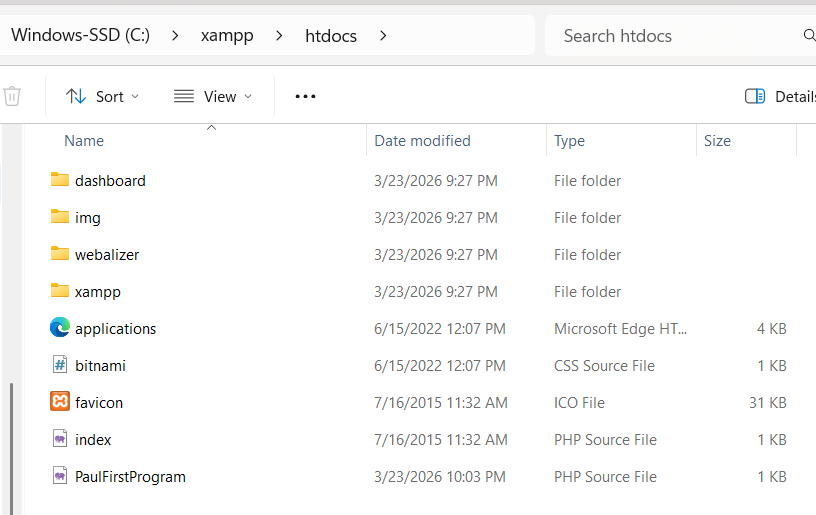 Windows-SSD (C:) > xampp > htdocs > Search htdocs
Sort View ••• Details
Name Date modified Type Size
dashboard 3/23/2026 9:27 PM File folder
img 3/23/2026 9:27 PM File folder
webalizer 3/23/2026 9:27 PM File folder
xampp 3/23/2026 9:27 PM File folder
applications 6/15/2022 12:07 PM Microsoft Edge HT... 4 KB
bitnami 6/15/2022 12:07 PM CSS Source File 1 KB
favicon 7/16/2015 11:32 AM ICO File 31 KB
index 7/16/2015 11:32 AM PHP Source File 1 KB
PaulFirstProgram 3/23/2026 10:03 PM PHP Source File 1 KB